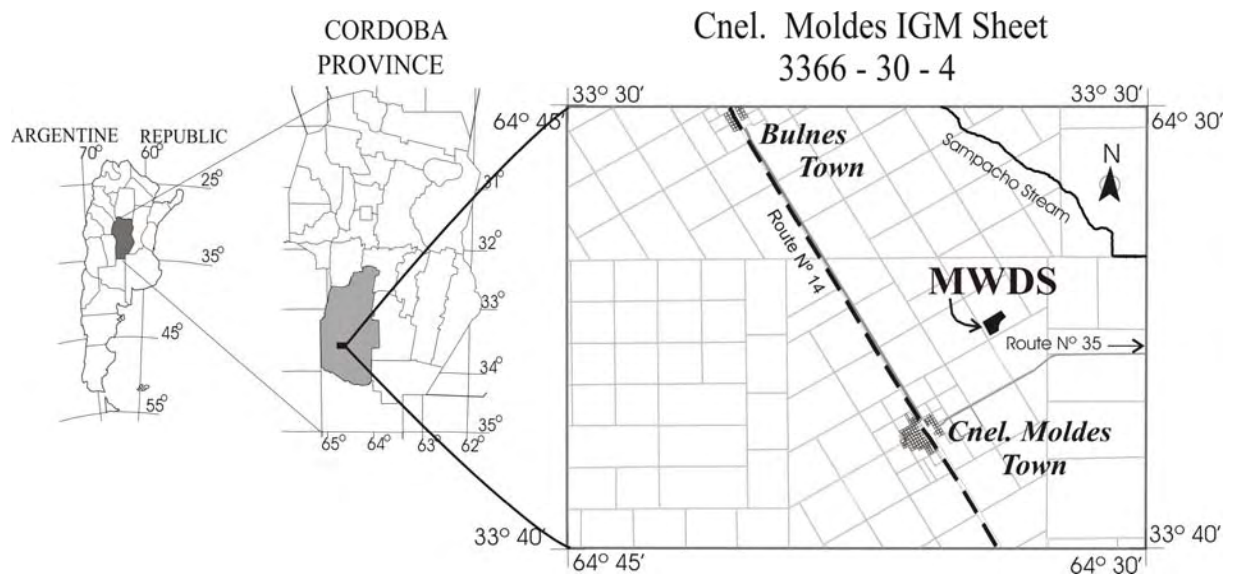 CORDOBA
PROVINCE
Cnel. Moldes IGM Sheet
3366 - 30 - 4
ARGENTINE REPUBLIC
70° 60°
25°
35°
45°
55°
31°
32°
33°
34°
35°
65° 64° 63° 62°
33° 30' 33° 30'
64° 45' 64° 30'
Bulnes
Town
Sampacho Stream
N
Route Nº 14
MWDS
Route Nº 35
Cnel. Moldes
Town
33° 40' 33° 40'
64° 45' 64° 30'